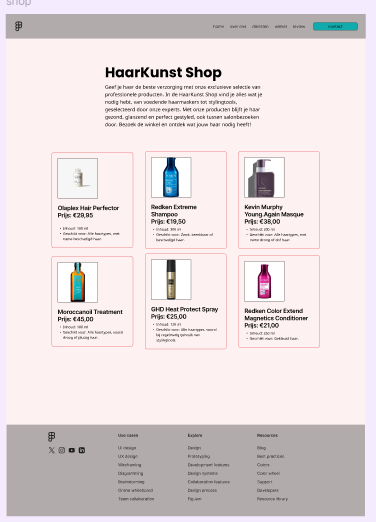 shop
home over mij diensten winkel review contact
HaarKunst Shop
Geef je haar de beste verzorging met onze exclusieve selectie van
professionele producten. In de HaarKunst Shop vind je alles wat je
nodig hebt, van voedende haarmaskers tot stylingtools,
geselecteerd door onze experts. Met onze producten blijft je haar
gezond, glanzend en perfect gestyled, ook tussen salonbezoeken
door. Bezoek de winkel en ontdek wat jouw haar nodig heeft!
Olaplex Hair Perfector
Prijs: €29,95
• Inhoud: 100 ml
• Geschikt voor: Alle haartypes, met
name beschadigd haar.
Redken Extreme
Shampoo
Prijs: €19,50
• Inhoud: 300 ml
• Geschikt voor: Zwak, breekbaar of
beschadigd haar.
Kevin Murphy
Young.Again Masque
Prijs: €38,00
• Inhoud: 200 ml
• Geschikt voor: Alle haartypes, met
name droog of dof haar.
Moroccanoil Treatment
Prijs: €45,00
• Inhoud: 100 ml
• Geschikt voor: Alle haartypes, vooral
droog of pluizig haar.
GHD Heat Protect Spray
Prijs: €25,00
• Inhoud: 120 ml
• Geschikt voor: Alle haartypes, vooral
bij regelmatig gebruik van
stylingtools.
Redken Color Extend
Magnetics Conditioner
Prijs: €21,00
• Inhoud: 250 ml
• Geschikt voor: Gekleurd haar.
Use cases
UI design
UX design
Wireframing
Diagramming
Brainstorming
Online whiteboard
Team collaboration
Explore
Design
Prototyping
Development features
Design systems
Collaboration features
Design process
FigJam
Resources
Blog
Best practices
Colors
Color wheel
Support
Developers
Resource library